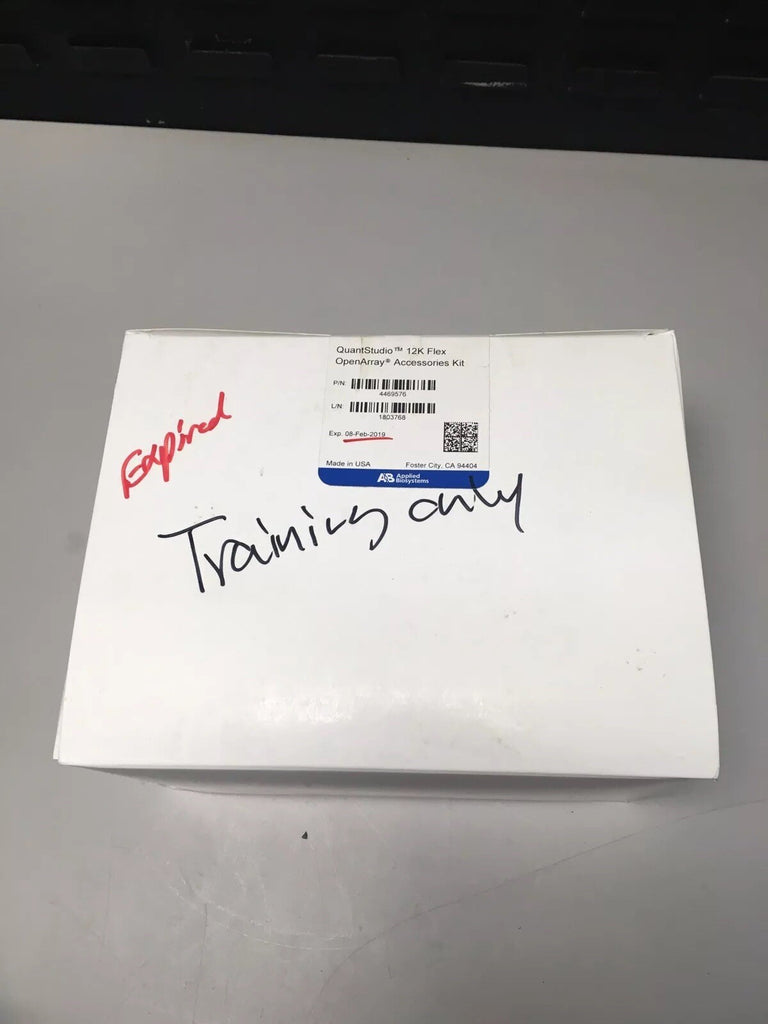 QuantStudio™ 12K Flex
OpenArray® Accessories Kit
P/N:
4469576
L/N:
1803768
Exp. 08-Feb-2019
Made in USA Foster City, CA 94404
AB Applied
Biosystems
Expired
Training only